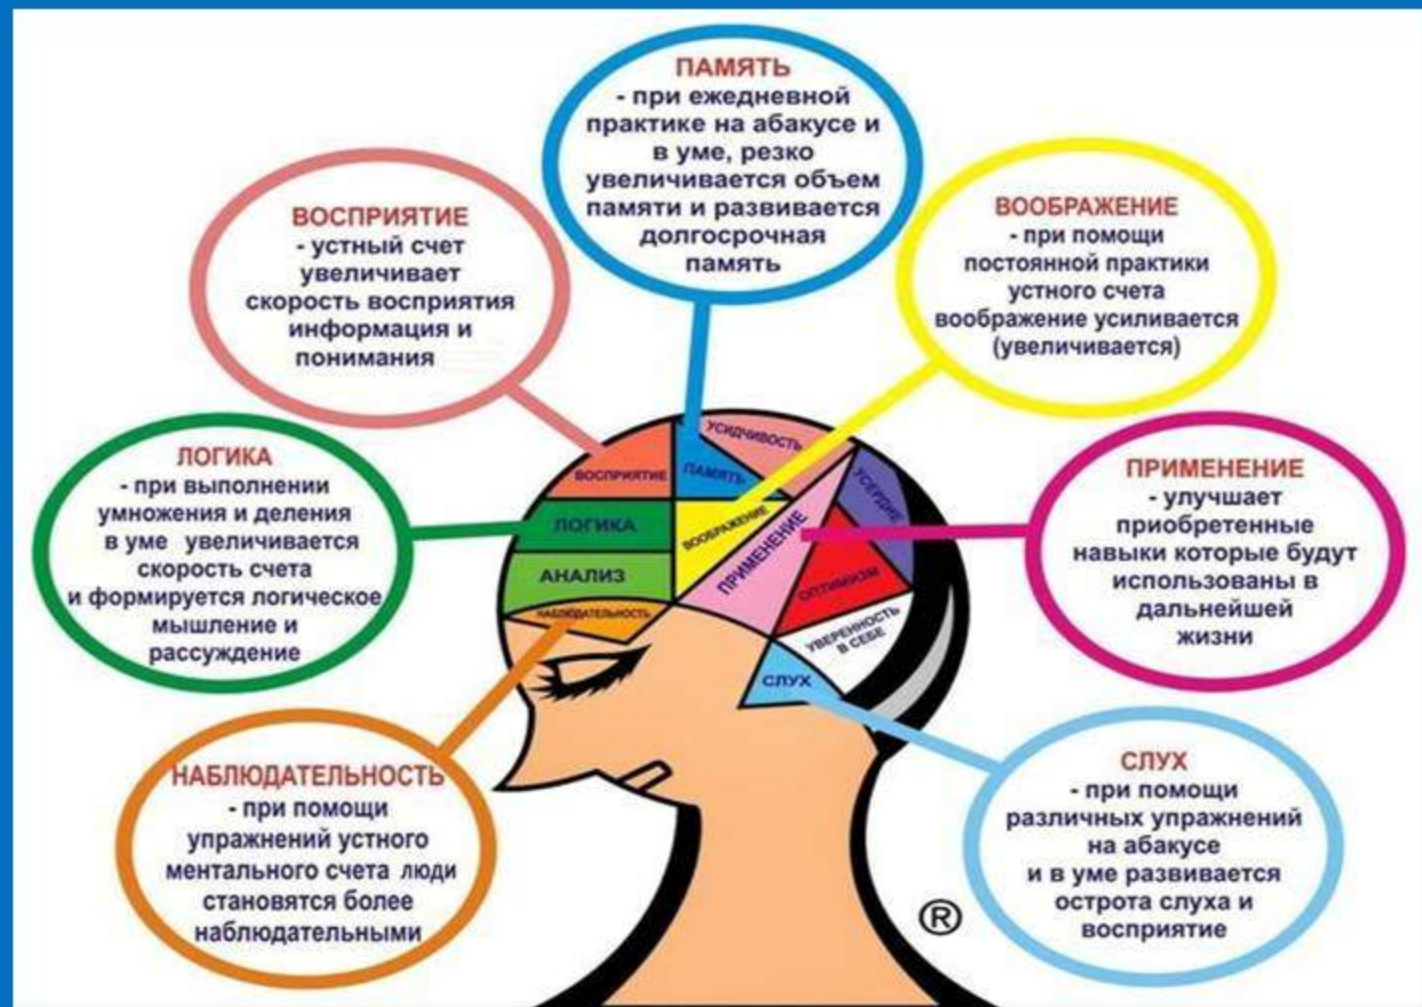 ПАМЯТЬ
- при ежедневной
практике на абакусе и
в уме, резко
увеличивается объем
памяти и развивается
долгосрочная
память
ВОСПРИЯТИЕ
- устный счет
увеличивает
скорость восприятия
информация и
понимания
ВООБРАЖЕНИЕ
- при помощи
постоянной практики
устного счета
воображение усиливается
(увеличивается)
ЛОГИКА
- при выполнении
умножения и деления
в уме увеличивается
скорость счета
и формируется логическое
мышление и
рассуждение
ПРИМЕНЕНИЕ
- улучшает
приобретенные
навыки которые будут
использованы в
дальнейшей
жизни
УСИДЧИВОСТЬ
ВОСПРИЯТИЕ
ПАМЯТЬ
УСЕРДИЕ
ЛОГИКА
ВООБРАЖЕНИЕ
ПРИМЕНЕНИЕ
АНАЛИЗ
ОПТИМИЗМ
НАБЛЮДАТЕЛЬНОСТЬ
УВЕРЕННОСТЬ
В СЕБЕ
СЛУХ
НАБЛЮДАТЕЛЬНОСТЬ
- при помощи
упражнений устного
ментального счета люди
становятся более
наблюдательными
СЛУХ
- при помощи
различных упражнений
на абакусе
и в уме развивается
острота слуха и
восприятие
®